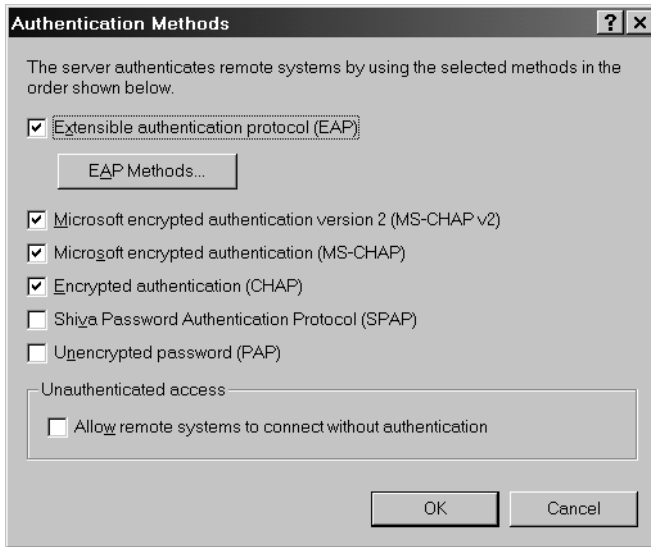 Authentication Methods
The server authenticates remote systems by using the selected methods in the
order shown below.
Extensible authentication protocol (EAP)
EAP Methods...
Microsoft encrypted authentication version 2 (MS-CHAP v2)
Microsoft encrypted authentication (MS-CHAP)
Encrypted authentication (CHAP)
Shiva Password Authentication Protocol (SPAP)
Unencrypted password (PAP)
Unauthenticated access
Allow remote systems to connect without authentication
OK
Cancel